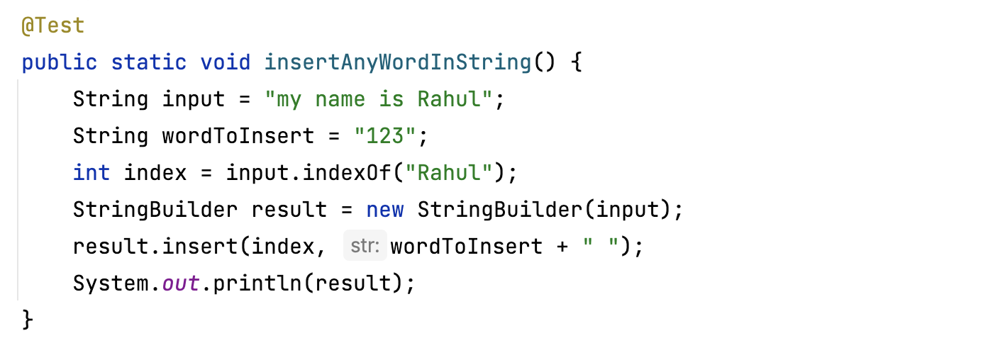 @Test
public static void insertAnyWordInString() {
    String input = "my name is Rahul";
    String wordToInsert = "123";
    int index = input.indexOf("Rahul");
    StringBuilder result = new StringBuilder(input);
    result.insert(index, str: wordToInsert + " ");
    System.out.println(result);
}